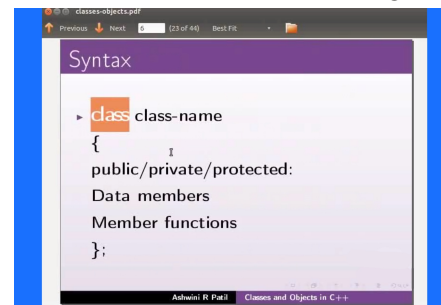 classes-objects.pdf
Previous Next 6 (23 of 44) Best Fit
Syntax
class class-name
{
public/private/protected:
Data members
Member functions
};
Ashwini R Patil Classes and Objects in C++